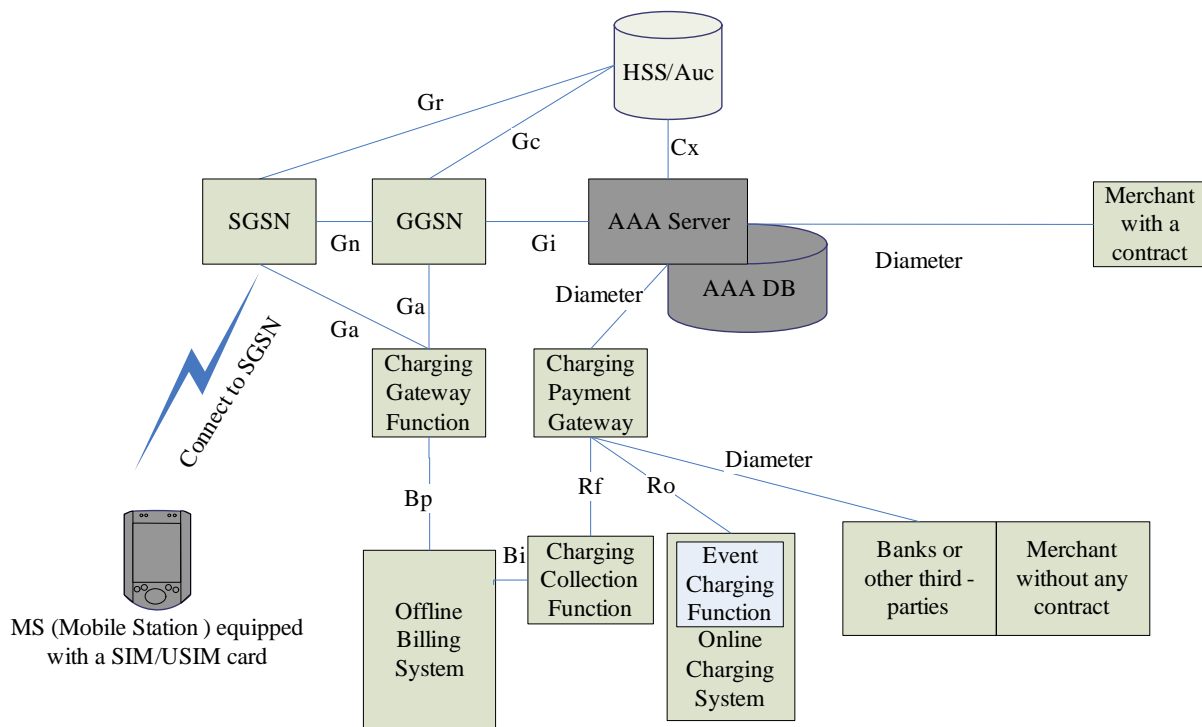 HSS/Auc
Gr
Gc
Cx
SGSN
GGSN
AAA Server
Merchant
with a
contract
Gn
Gi
Diameter
AAA DB
Diameter
Ga
Ga
Connect to SGSN
Charging
Gateway
Function
Charging
Payment
Gateway
Diameter
Bp
Rf
Ro
Bi
Charging
Collection
Function
Event
Charging
Function
Banks or
other third -
parties
Merchant
without any
contract
Offline
Billing
System
Online
Charging
System
MS (Mobile Station ) equipped
with a SIM/USIM card